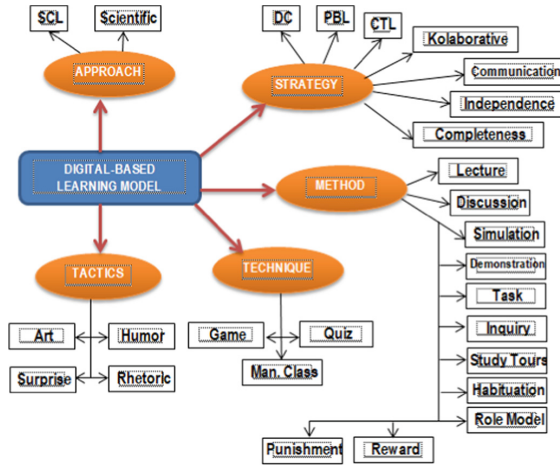 SCL
Scientific
DC
PBL
CTL
Kolaborative
APPROACH
STRATEGY
Communication
Independence
Completeness
DIGITAL-BASED
LEARNING MODEL
METHOD
Lecture
Discussion
Simulation
Demonstration
Task
Inquiry
Study Tours
Habituation
Role Model
Punishment
Reward
TACTICS
TECHNIQUE
Art
Humor
Surprise
Rhetoric
Game
Quiz
Man. Class